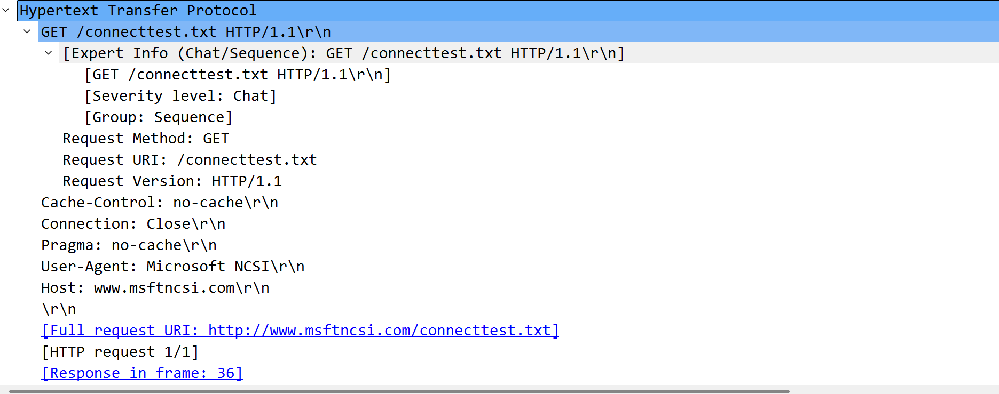 Hypertext Transfer Protocol
GET /connecttest.txt HTTP/1.1\r\n
[Expert Info (Chat/Sequence): GET /connecttest.txt HTTP/1.1\r\n]
[GET /connecttest.txt HTTP/1.1\r\n]
[Severity level: Chat]
[Group: Sequence]
Request Method: GET
Request URI: /connecttest.txt
Request Version: HTTP/1.1
Cache-Control: no-cache\r\n
Connection: Close\r\n
Pragma: no-cache\r\n
User-Agent: Microsoft NCSI\r\n
Host: www.msftncsi.com\r\n
\r\n
[Full request URI: http://www.msftncsi.com/connecttest.txt]
[HTTP request 1/1]
[Response in frame: 36]